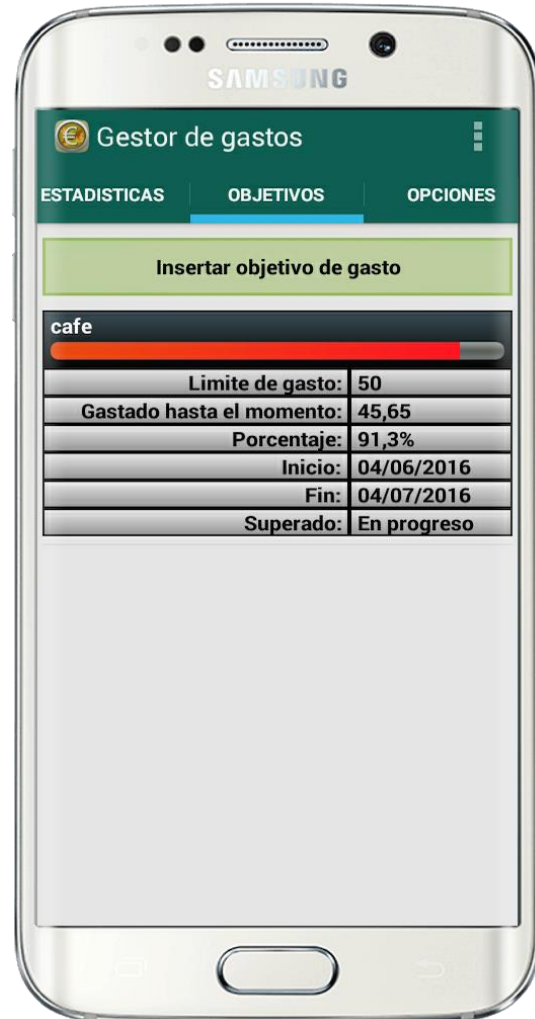 SAMSUNG
Gestor de gastos
ESTADISTICAS OBJETIVOS OPCIONES
Insertar objetivo de gasto
cafe
Limite de gasto: 50
Gastado hasta el momento: 45,65
Porcentaje: 91,3%
Inicio: 04/06/2016
Fin: 04/07/2016
Superado: En progreso